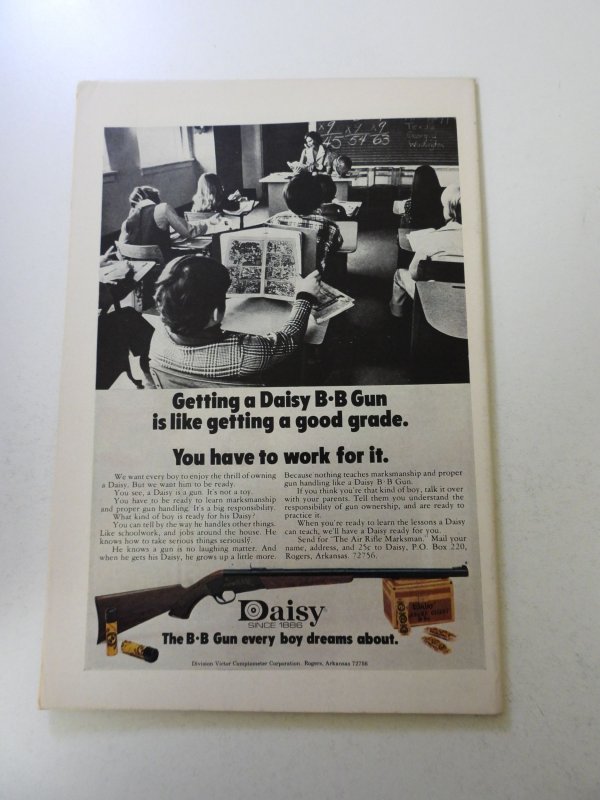 x9 x7 x9
45 54 63
Texas
Georgia
Washington
Getting a Daisy B·B Gun
is like getting a good grade.
You have to work for it.
We want every boy to enjoy the thrill of owning
a Daisy. But we want him to be ready.
You see, a Daisy is a gun. It's not a toy.
You have to be ready to learn marksmanship
and proper gun handling. It's a big responsibility.
What kind of boy is ready for his Daisy?
You can tell by the way he handles other things.
Like schoolwork, and jobs around the house. He
knows how to take serious things seriously.
He knows a gun is no laughing matter. And
when he gets his Daisy, he grows up a little more.
Because nothing teaches marksmanship and proper
gun handling like a Daisy B·B Gun.
If you think you're that kind of boy, talk it over
with your parents. Tell them you understand the
responsibility of gun ownership, and are ready to
practice it.
When you're ready to learn the lessons a Daisy
can teach, we'll have a Daisy ready for you.
Send for "The Air Rifle Marksman." Mail your
name, address, and 25c to Daisy, P.O. Box 220,
Rogers, Arkansas. 72756.
Daisy
SINCE 1886
The B·B Gun every boy dreams about.
Division Victor Comptometer Corporation, Rogers, Arkansas 72756